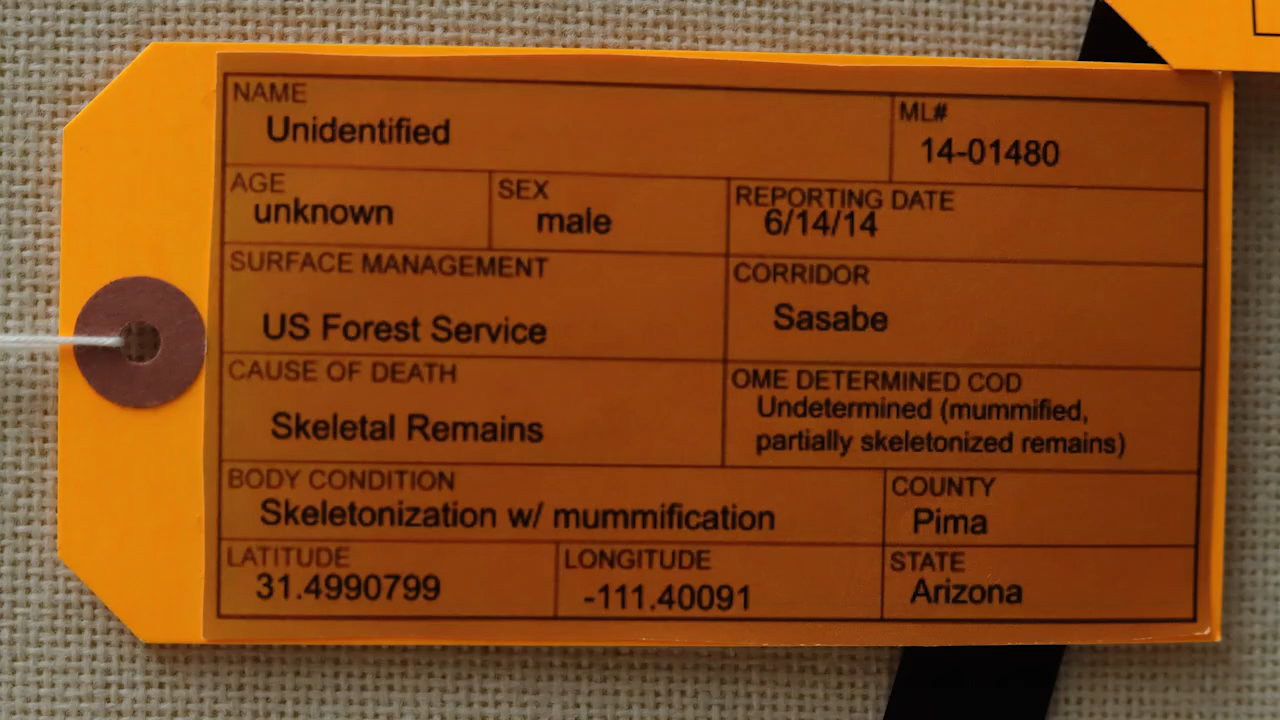 NAME
Unidentified
ML#
14-01480
AGE
unknown
SEX
male
REPORTING DATE
6/14/14
SURFACE MANAGEMENT
US Forest Service
CORRIDOR
Sasabe
CAUSE OF DEATH
Skeletal Remains
OME DETERMINED COD
Undetermined (mummified,
partially skeletonized remains)
BODY CONDITION
Skeletonization w/ mummification
COUNTY
Pima
LATITUDE
31.4990799
LONGITUDE
-111.40091
STATE
Arizona